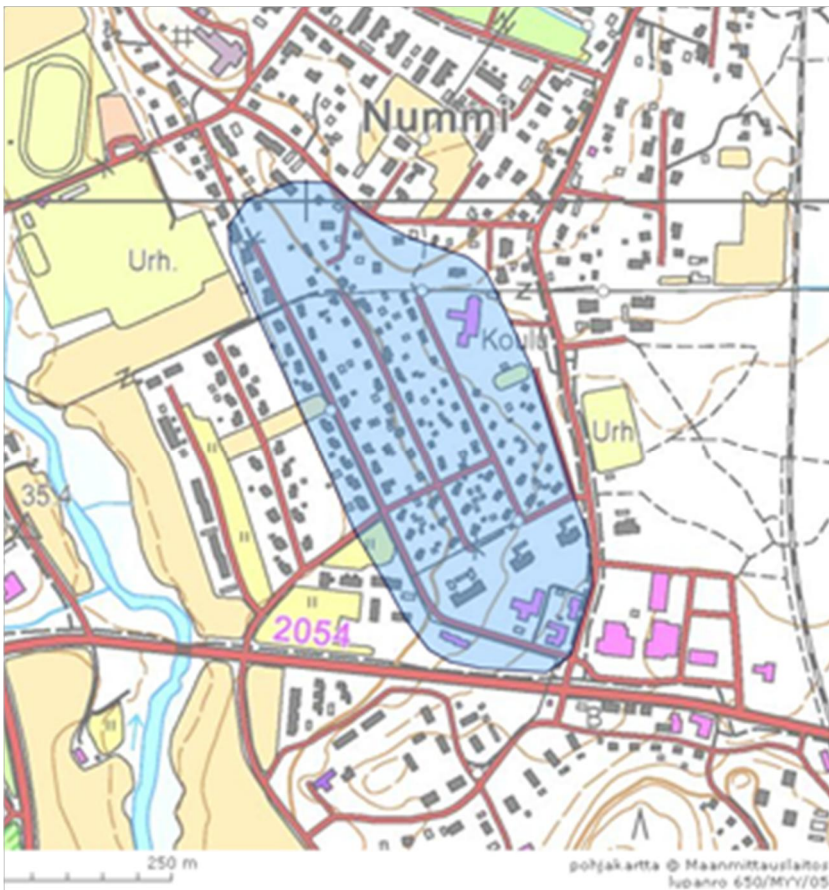 Nummi
Urh.
Koulu
Urh
35.4
2054
250 m
pohjakartta © Maanmittauslaitos
lupanro 650/MYY/05